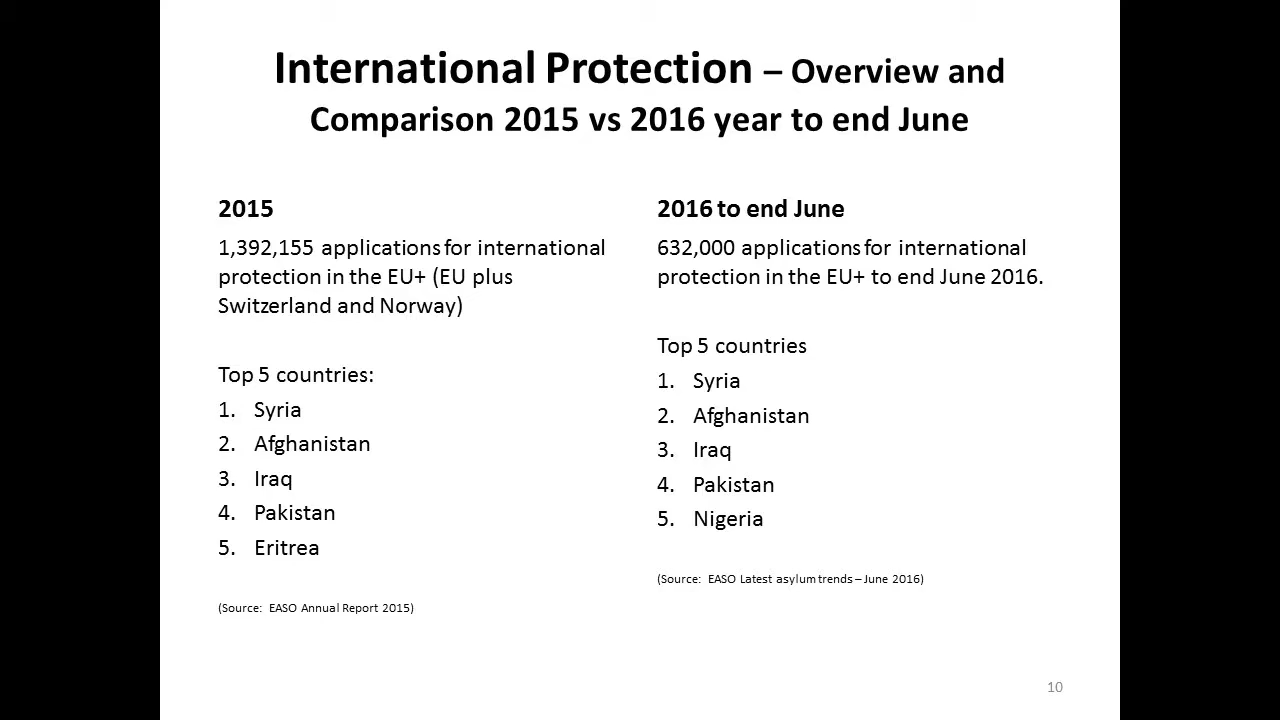 International Protection – Overview and
Comparison 2015 vs 2016 year to end June
2015
1,392,155 applications for international
protection in the EU+ (EU plus
Switzerland and Norway)
Top 5 countries:
1. Syria
2. Afghanistan
3. Iraq
4. Pakistan
5. Eritrea
(Source: EASO Annual Report 2015)
2016 to end June
632,000 applications for international
protection in the EU+ to end June 2016.
Top 5 countries
1. Syria
2. Afghanistan
3. Iraq
4. Pakistan
5. Nigeria
(Source: EASO Latest asylum trends – June 2016)
10